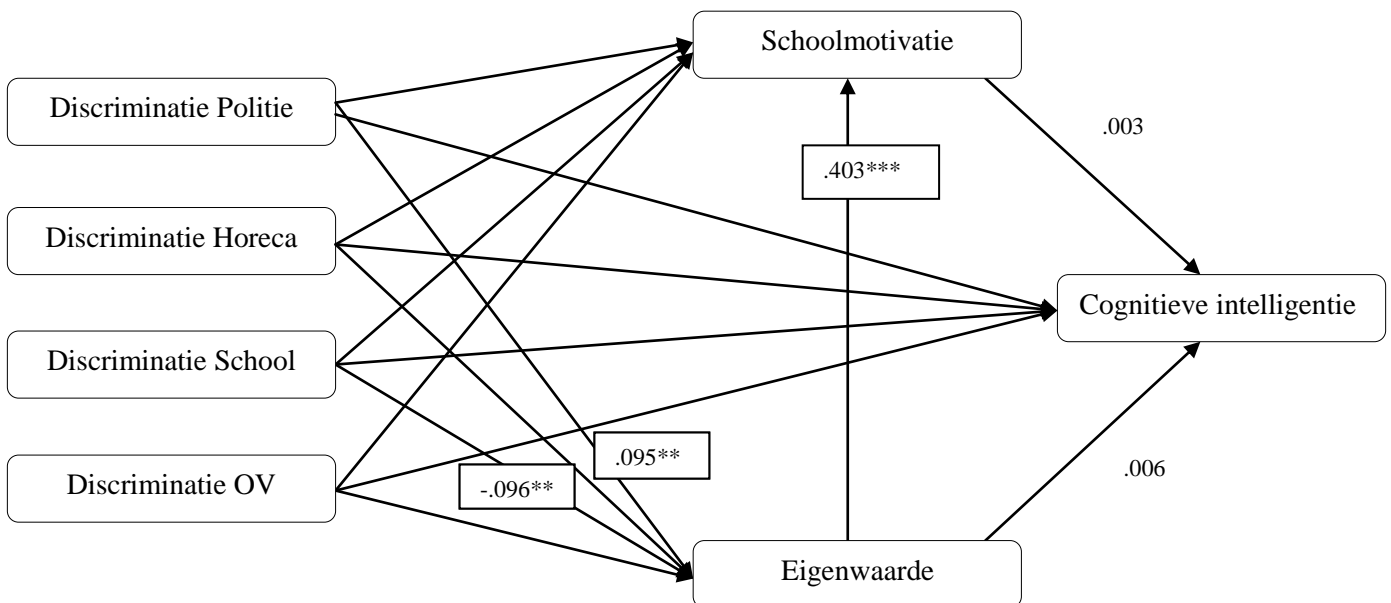 Schoolmotivatie
Discriminatie Politie
.003
.403***
Discriminatie Horeca
Cognitieve intelligentie
Discriminatie School
.095**
-.096**
.006
Discriminatie OV
Eigenwaarde